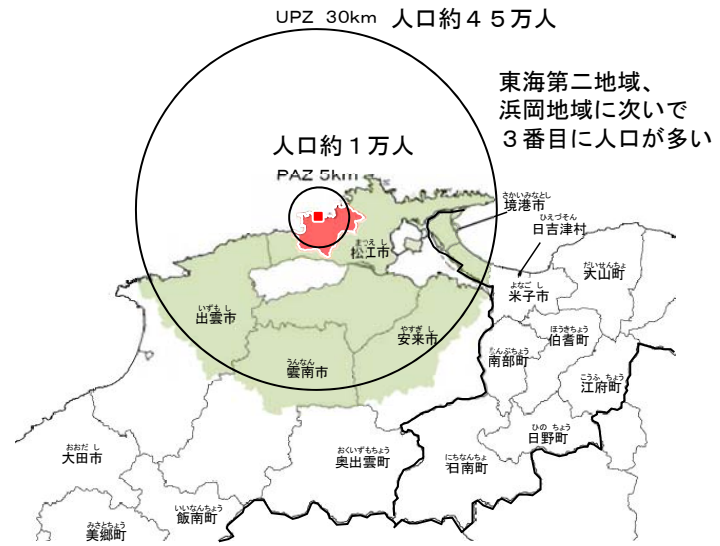 UPZ 30km 人口約４５万人
東海第二地域、
浜岡地域に次いで
３番目に人口が多い
人口約１万人
PAZ 5km
さかいみなとし
境港市
ひえづそん
日吉津村
まつえ し
松江市
だいせんちょ
大山町
よなご し
米子市
いずも し
出雲市
やすぎ し
安来市
ほうきちょう
伯耆町
なんぶちょう
南部町
うんなん
雲南市
こうふ ちょう
江府町
ひの ちょう
日野町
おおだ し
大田市
おくいずもちょう
奥出雲町
にちなんちょ
日南町
いいなんちょう
飯南町
みさとちょう
美郷町